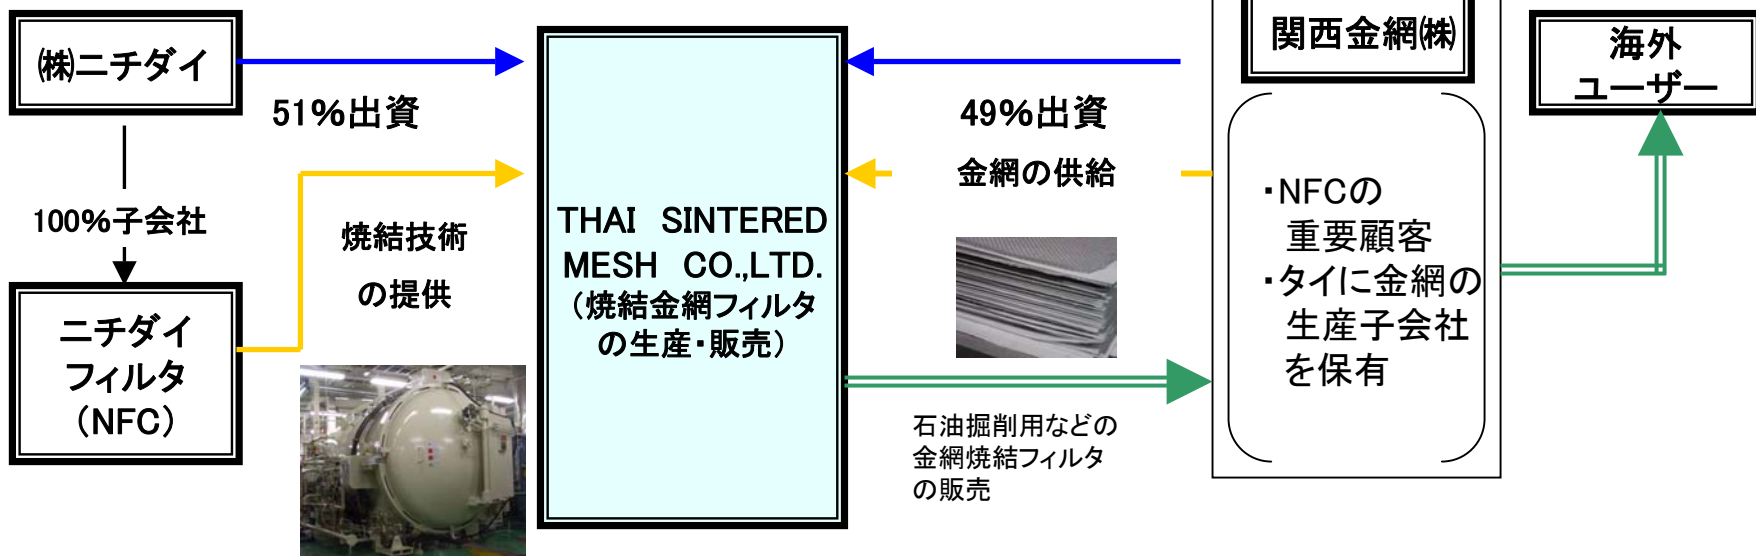 ㈱ニチダイ
51%出資
100%子会社
焼結技術
の提供
ニチダイ
フィルタ
(NFC)
THAI SINTERED
MESH CO.,LTD.
(焼結金網フィルタ
の生産・販売)
49%出資
金網の供給
石油掘削用などの
金網焼結フィルタ
の販売
関西金網㈱
・NFCの
重要顧客
・タイに金網の
生産子会社
を保有
海外
ユーザー